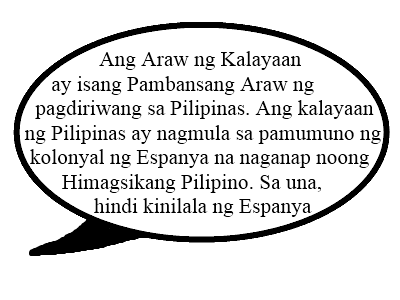 Ang Araw ng Kalayaan
ay isang Pambansang Araw ng
pagdiriwang sa Pilipinas. Ang kalayaan
ng Pilipinas ay nagmula sa pamumuno ng
kolonyal ng Espanya na naganap noong
Himagsikang Pilipino. Sa una,
hindi kinilala ng Espanya